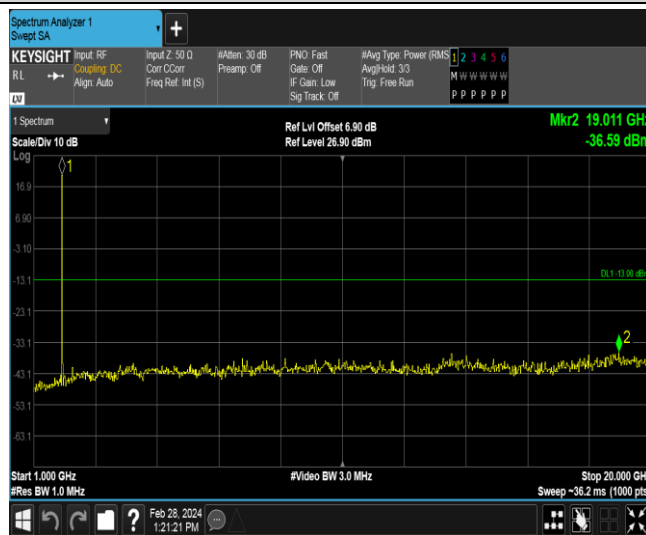 Spectrum Analyzer 1
Swept SA
+
KEYSIGHT Input: RF Input Z: 50 Ω #Atten: 30 dB PNO: Fast #Avg Type: Power (RMS 1 2 3 4 5 6
RL Coupling: DC Corr CCorr Preamp: Off Gate: Off Avg|Hold: 3/3 M W W W W W
Align: Auto Freq Ref: Int (S) IF Gain: Low Trig: Free Run
LXI Sig Track: Off P P P P P P
1 Spectrum Ref Lvl Offset 6.90 dB Mkr2 19.011 GHz
Scale/Div 10 dB Ref Level 26.90 dBm -36.59 dBm
Log
1
16.9
6.90
-3.10
-13.1 DL1 -13.00 dBm
-23.1
-33.1
2
-43.1
-53.1
-63.1
Start 1.000 GHz #Video BW 3.0 MHz Stop 20.000 GHz
#Res BW 1.0 MHz Sweep ~36.2 ms (1000 pts
? Feb 28, 2024
1:21:21 PM